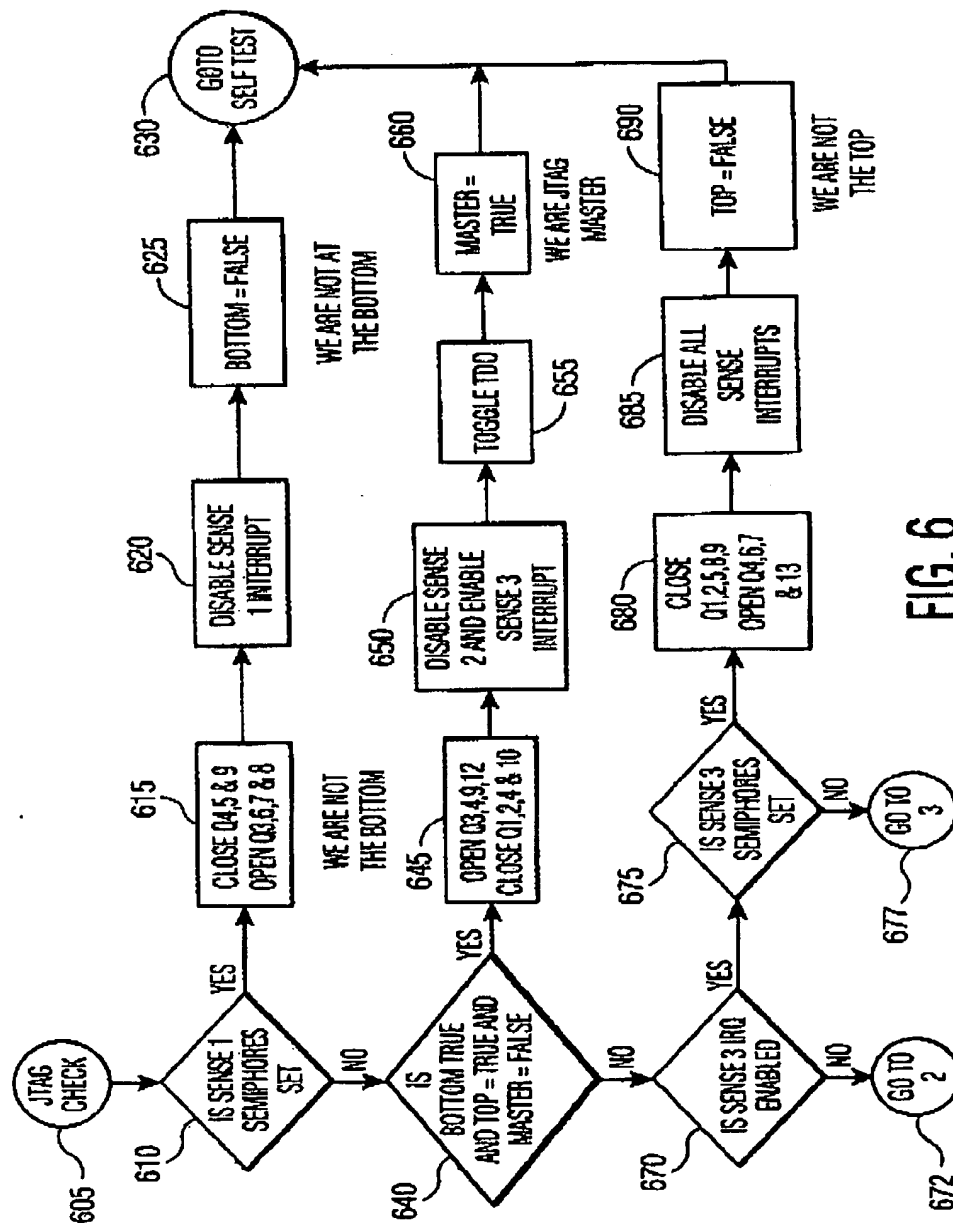 JTAG
CHECK
605
610
IS SENSE 1
SEMIPHORES
SET
YES
NO
615
CLOSE Q4,5 & 9
OPEN Q3,6,7 & 8
620
DISABLE SENSE
1 INTERRUPT
625
BOTTOM = FALSE
WE ARE NOT AT
THE BOTTOM
630
GOTO
SELF TEST
640
IS
BOTTOM TRUE
AND TOP = TRUE AND
MASTER = FALSE
YES
NO
WE ARE NOT
THE BOTTOM
645
OPEN Q3,4,9,12
CLOSE Q1,2,4 & 10
650
DISABLE SENSE
2 AND ENABLE
SENSE 3
INTERRUPT
TOGGLE TDO
655
660
MASTER =
TRUE
WE ARE JTAG
MASTER
670
IS SENSE 3 IRQ
ENABLED
YES
NO
GO TO
2
672
675
IS SENSE 3
SEMIPHORES
SET
YES
NO
GO TO
3
677
680
CLOSE
Q1,2,5,8,9
OPEN Q4,6,7
& 13
685
DISABLE ALL
SENSE
INTERRUPTS
690
TOP = FALSE
WE ARE NOT
THE TOP
FIG. 6